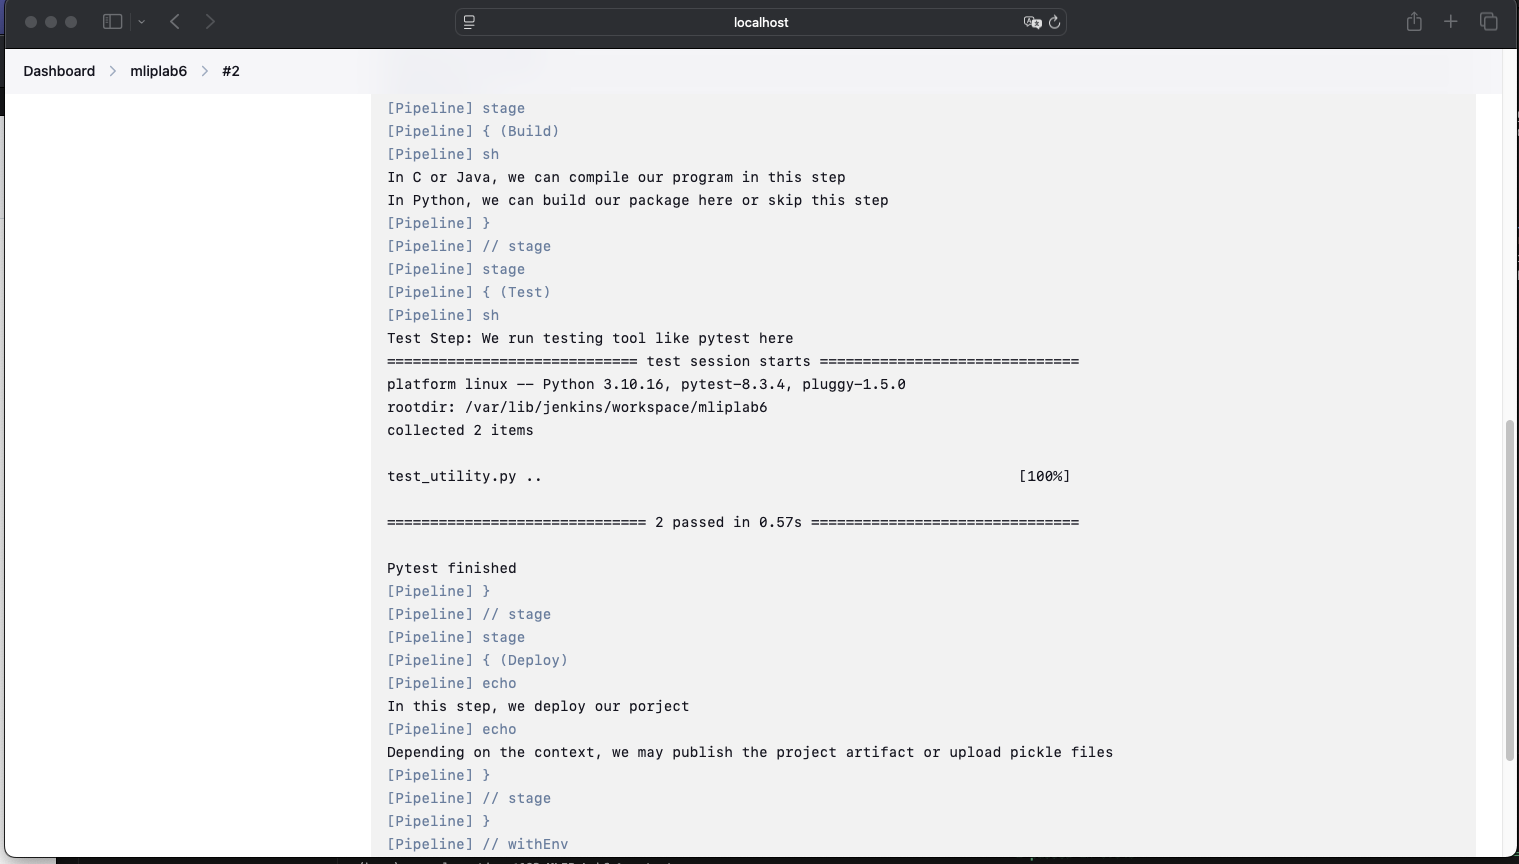 localhost
Dashboard > mliplab6 > #2
[Pipeline] stage
[Pipeline] { (Build)
[Pipeline] sh
In C or Java, we can compile our program in this step
In Python, we can build our package here or skip this step
[Pipeline] }
[Pipeline] // stage
[Pipeline] stage
[Pipeline] { (Test)
[Pipeline] sh
Test Step: We run testing tool like pytest here
============================= test session starts ==============================
platform linux -- Python 3.10.16, pytest-8.3.4, pluggy-1.5.0
rootdir: /var/lib/jenkins/workspace/mliplab6
collected 2 items
test_utility.py .. [100%]
============================== 2 passed in 0.57s ===============================
Pytest finished
[Pipeline] }
[Pipeline] // stage
[Pipeline] stage
[Pipeline] { (Deploy)
[Pipeline] echo
In this step, we deploy our porject
[Pipeline] echo
Depending on the context, we may publish the project artifact or upload pickle files
[Pipeline] }
[Pipeline] // stage
[Pipeline] }
[Pipeline] // withEnv